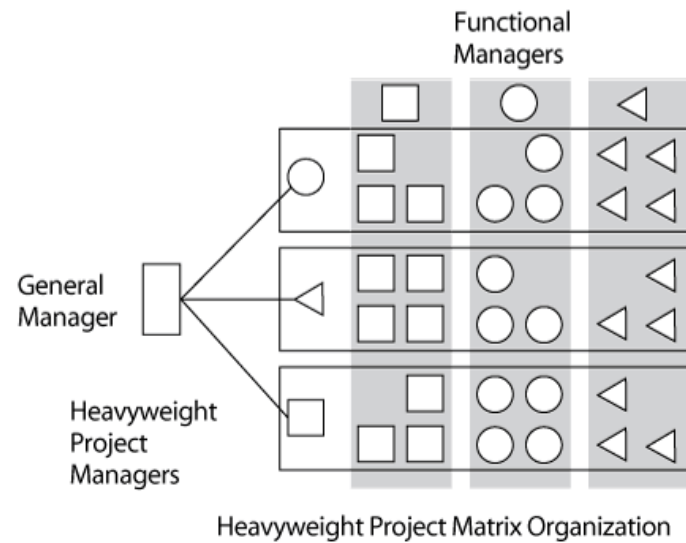 Functional
Managers
General
Manager
Heavyweight
Project
Managers
Heavyweight Project Matrix Organization